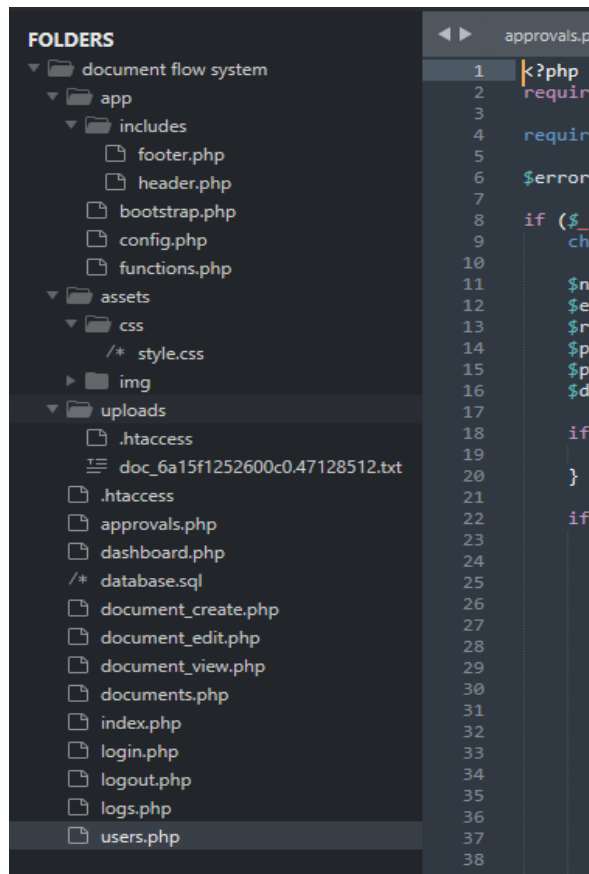 FOLDERS
document flow system
app
includes
footer.php
header.php
bootstrap.php
config.php
functions.php
assets
css
/* style.css
img
uploads
.htaccess
doc_6a15f1252600c0.47128512.txt
.htaccess
approvals.php
dashboard.php
/* database.sql
document_create.php
document_edit.php
document_view.php
documents.php
index.php
login.php
logout.php
logs.php
users.php
approvals.p
1 <?php
2 requir
3
4 requir
5
6 $error
7
8 if ($_
9 ch
10
11 $n
12 $e
13 $r
14 $p
15 $p
16 $d
17
18 if
19
20 }
21
22 if
23
24
25
26
27
28
29
30
31
32
33
34
35
36
37
38